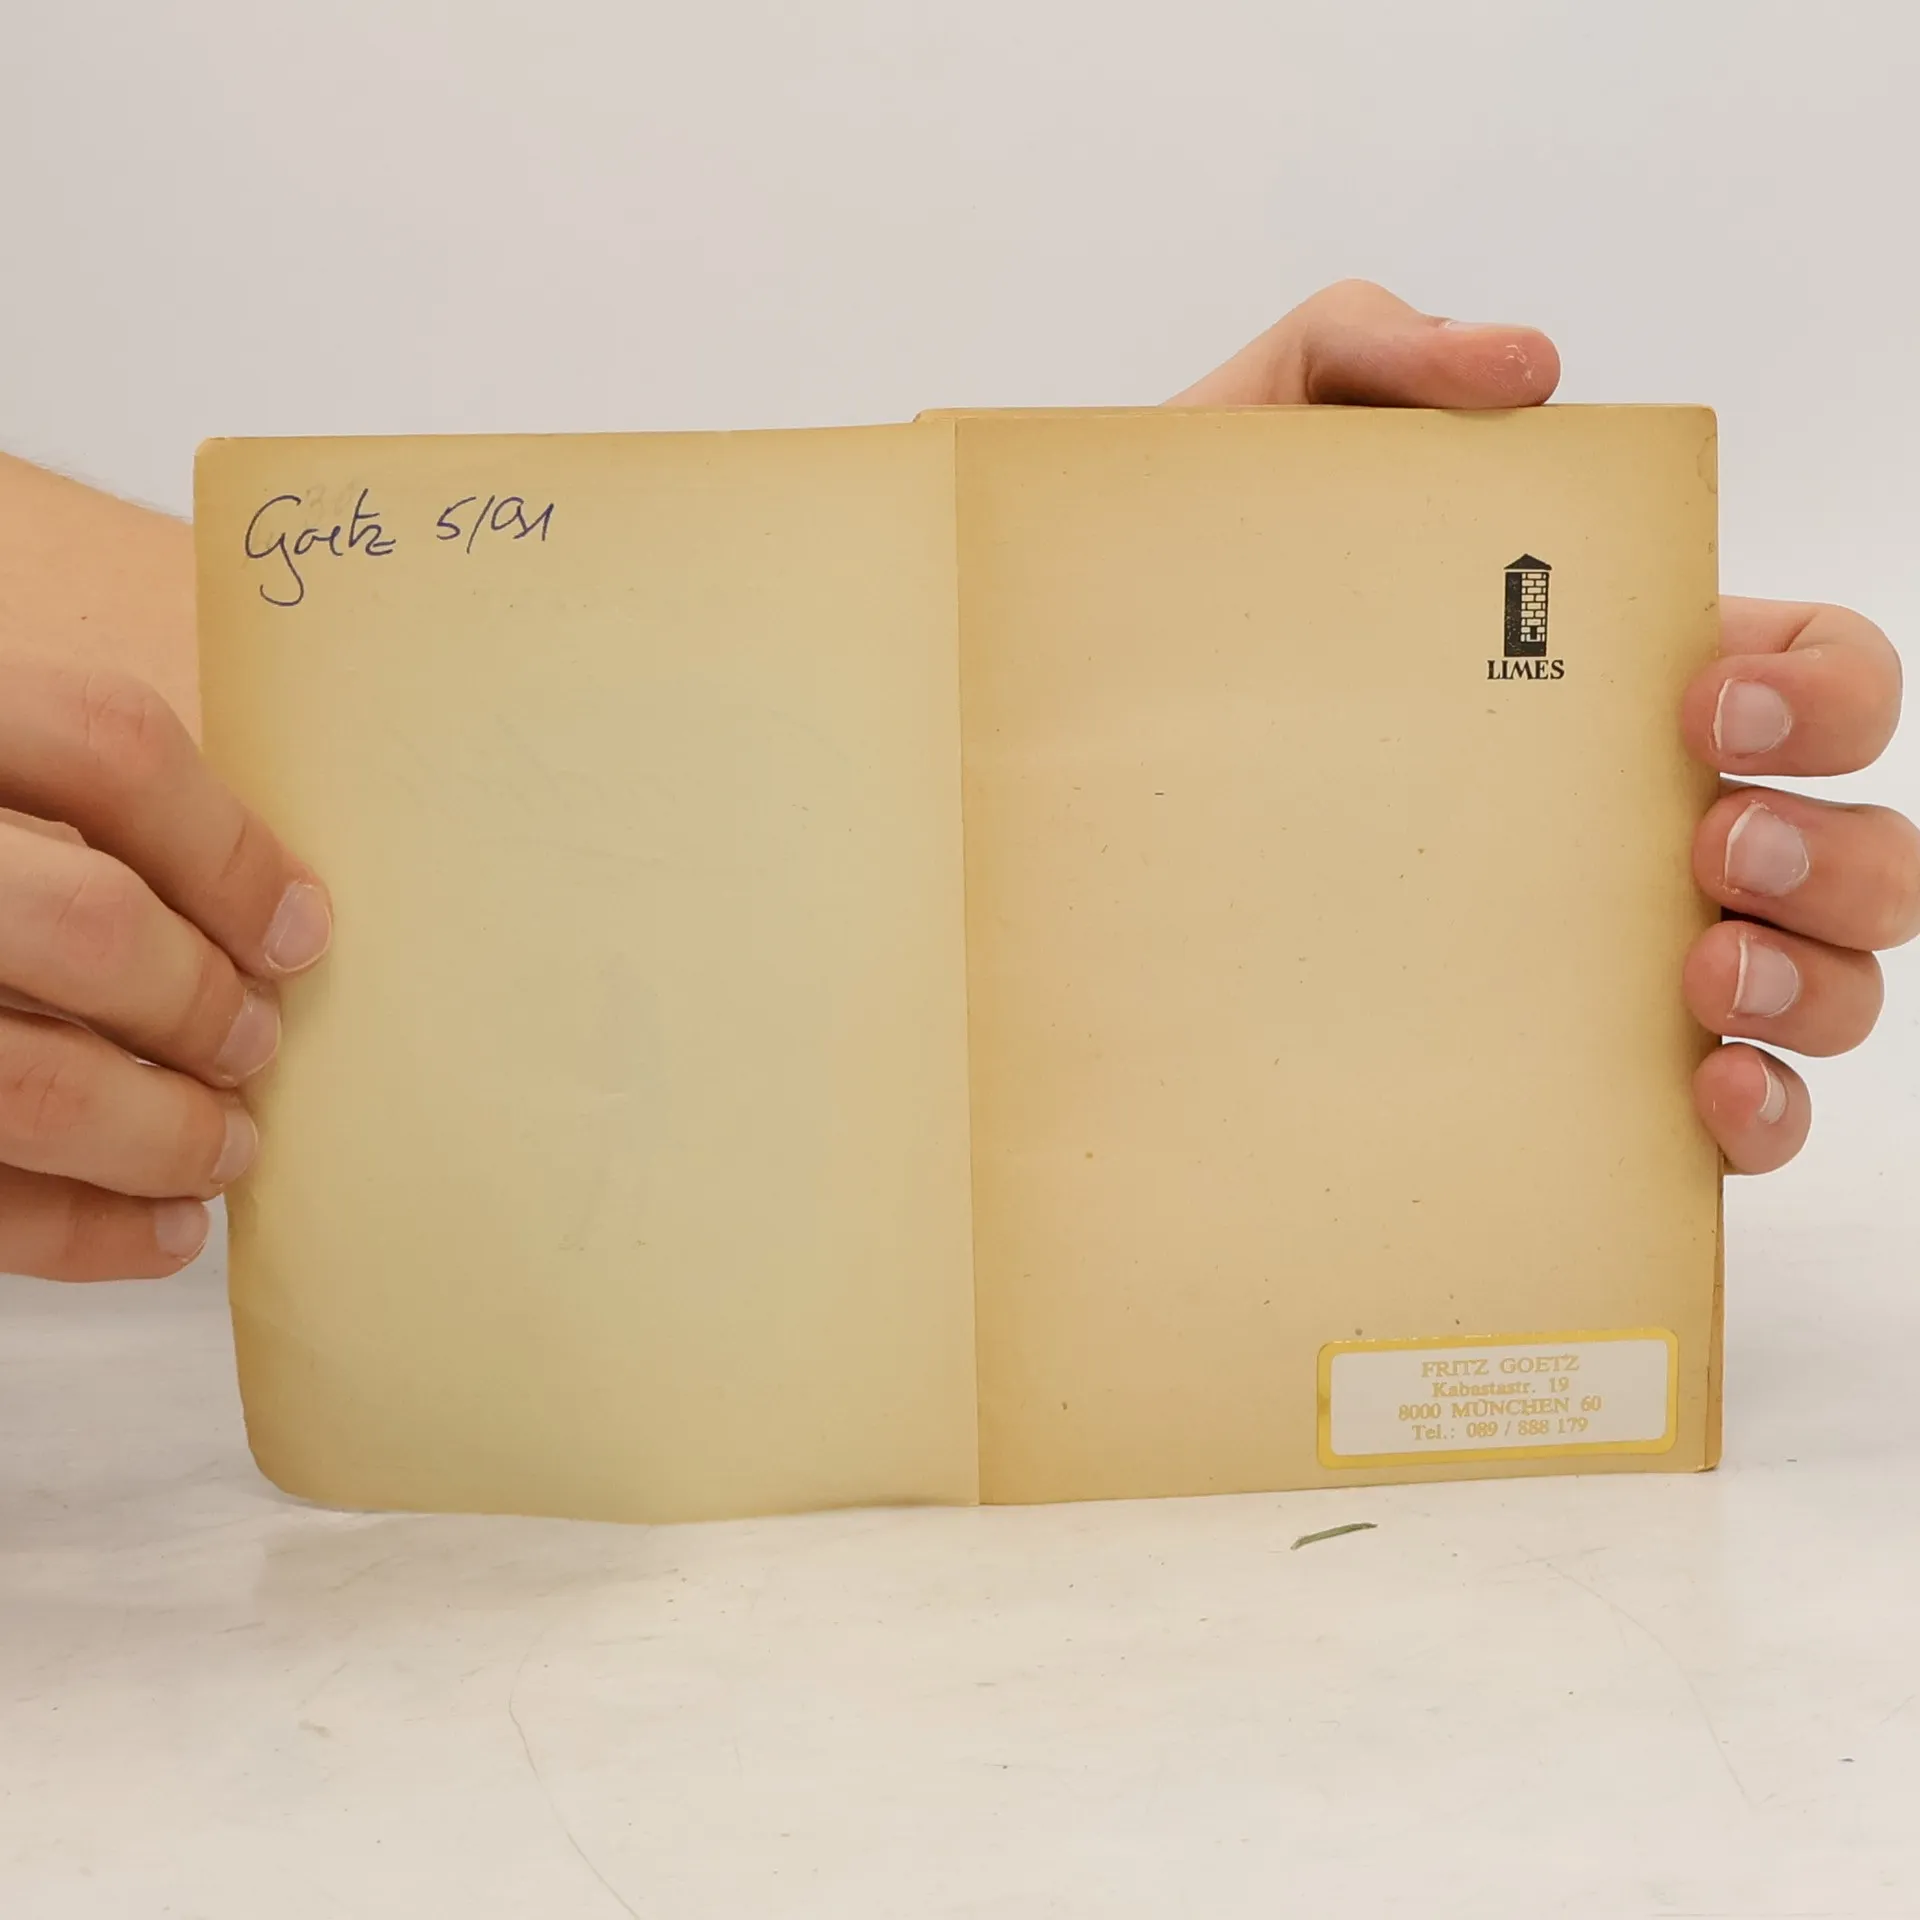 Goetz 5/91
LIMES
FRITZ GOETZ
Kabastastr. 19
8000 MÜNCHEN 60
Tel.: 089 / 888 179